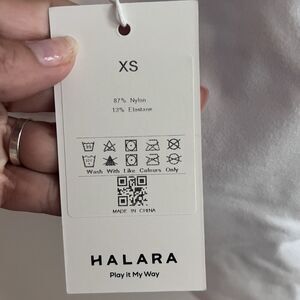 XS
87% Nylon
13% Elastane
Wash With Like Colours Only
MADE IN CHINA
HALARA
Play it My Way